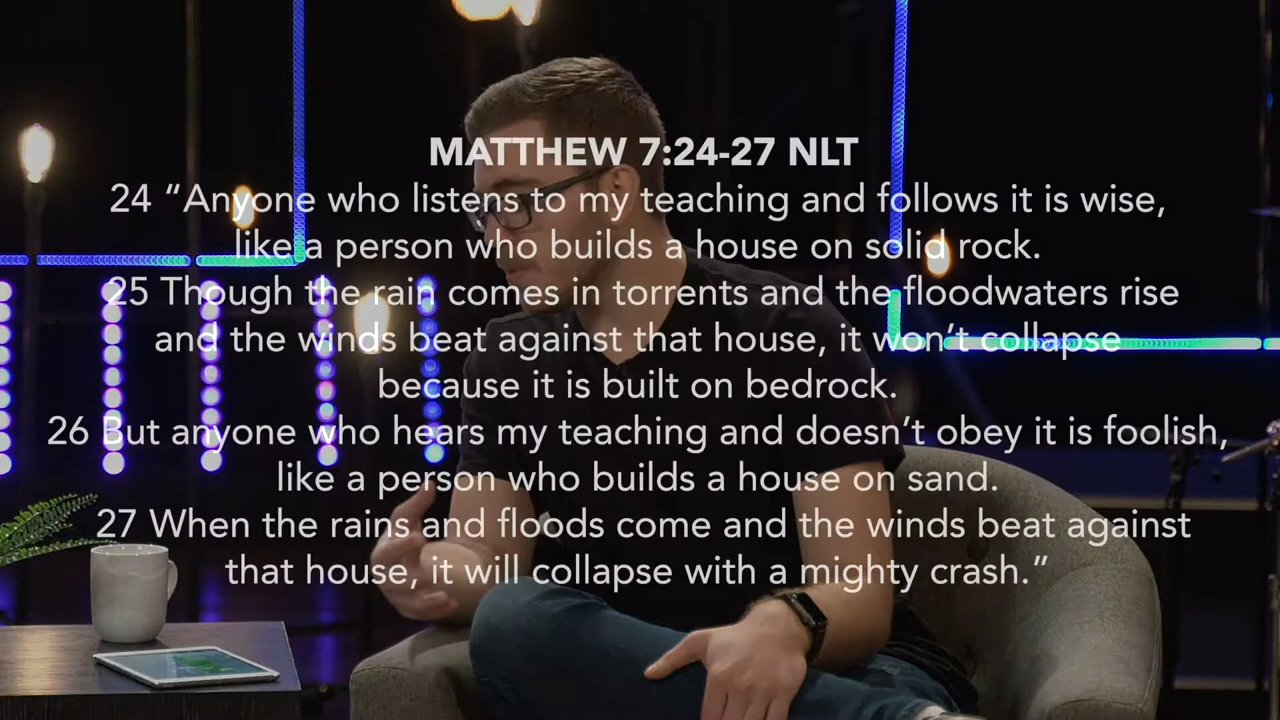 MATTHEW 7:24-27 NLT
24 “Anyone who listens to my teaching and follows it is wise,
like a person who builds a house on solid rock.
25 Though the rain comes in torrents and the floodwaters rise
and the winds beat against that house, it won’t collapse
because it is built on bedrock.
26 But anyone who hears my teaching and doesn’t obey it is foolish,
like a person who builds a house on sand.
27 When the rains and floods come and the winds beat against
that house, it will collapse with a mighty crash.”